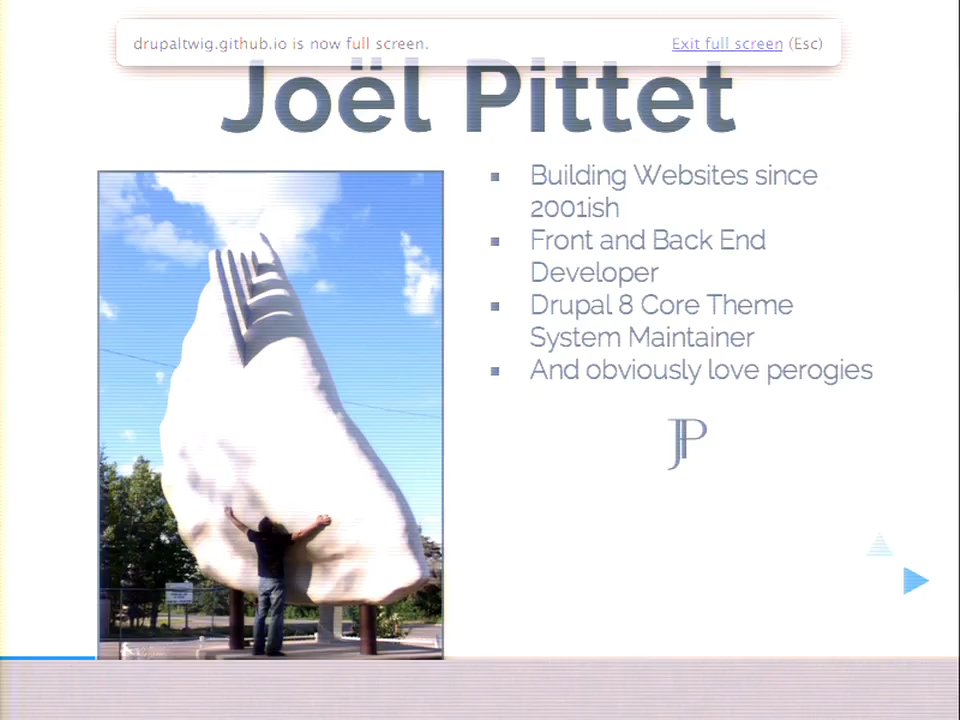 drupaltwig.github.io is now full screen. Exit full screen (Esc)
Joël Pittet
Building Websites since
2001ish
Front and Back End
Developer
Drupal 8 Core Theme
System Maintainer
And obviously love perogies
JP